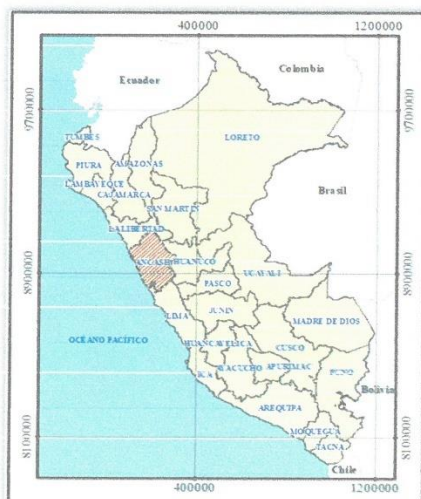 400000 1200000
Ecuador
Colombia
9700000
9700000
TUMBES
LORETO
PIURA
AMAZONAS
LAMBAYEQUE
CAJAMARCA
SAN MARTIN
Brasil
LA LIBERTAD
ANCASH
HUANUCO
8900000
8900000
UCAYALI
PASCO
LIMA
JUNIN
MADRE DE DIOS
OCÉANO PACÍFICO
HUANCAVELICA
CUSCO
ICA
AYACUCHO
APURIMAC
PUNO
Bolivia
AREQUIPA
8100000
8100000
MOQUEGUA
TACNA
Chile
400000 1200000